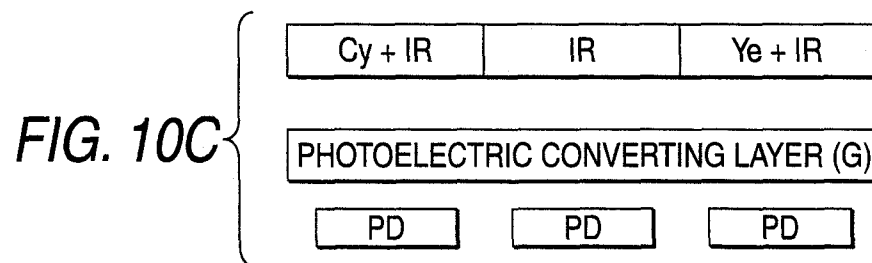 Cy + IR IR Ye + IR
FIG. 10C
PHOTOELECTRIC CONVERTING LAYER (G)
PD PD PD